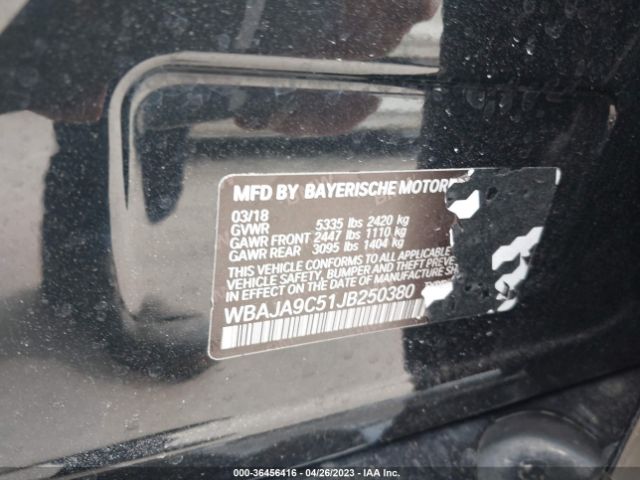 MFD BY BAYERISCHE MOTOR
03/18
GVWR 5335 lbs 2420 kg
GAWR FRONT 2447 lbs 1110 kg
GAWR REAR 3095 lbs 1404 kg
THIS VEHICLE CONFORMS TO ALL APPLICABLE
VEHICLE SAFETY, BUMPER AND THEFT
IN EFFECT ON THE DATE OF MANUFACTURE SH
WBAJA9C51JB250380
000-36456416 - 04/26/2023 - IAA Inc.